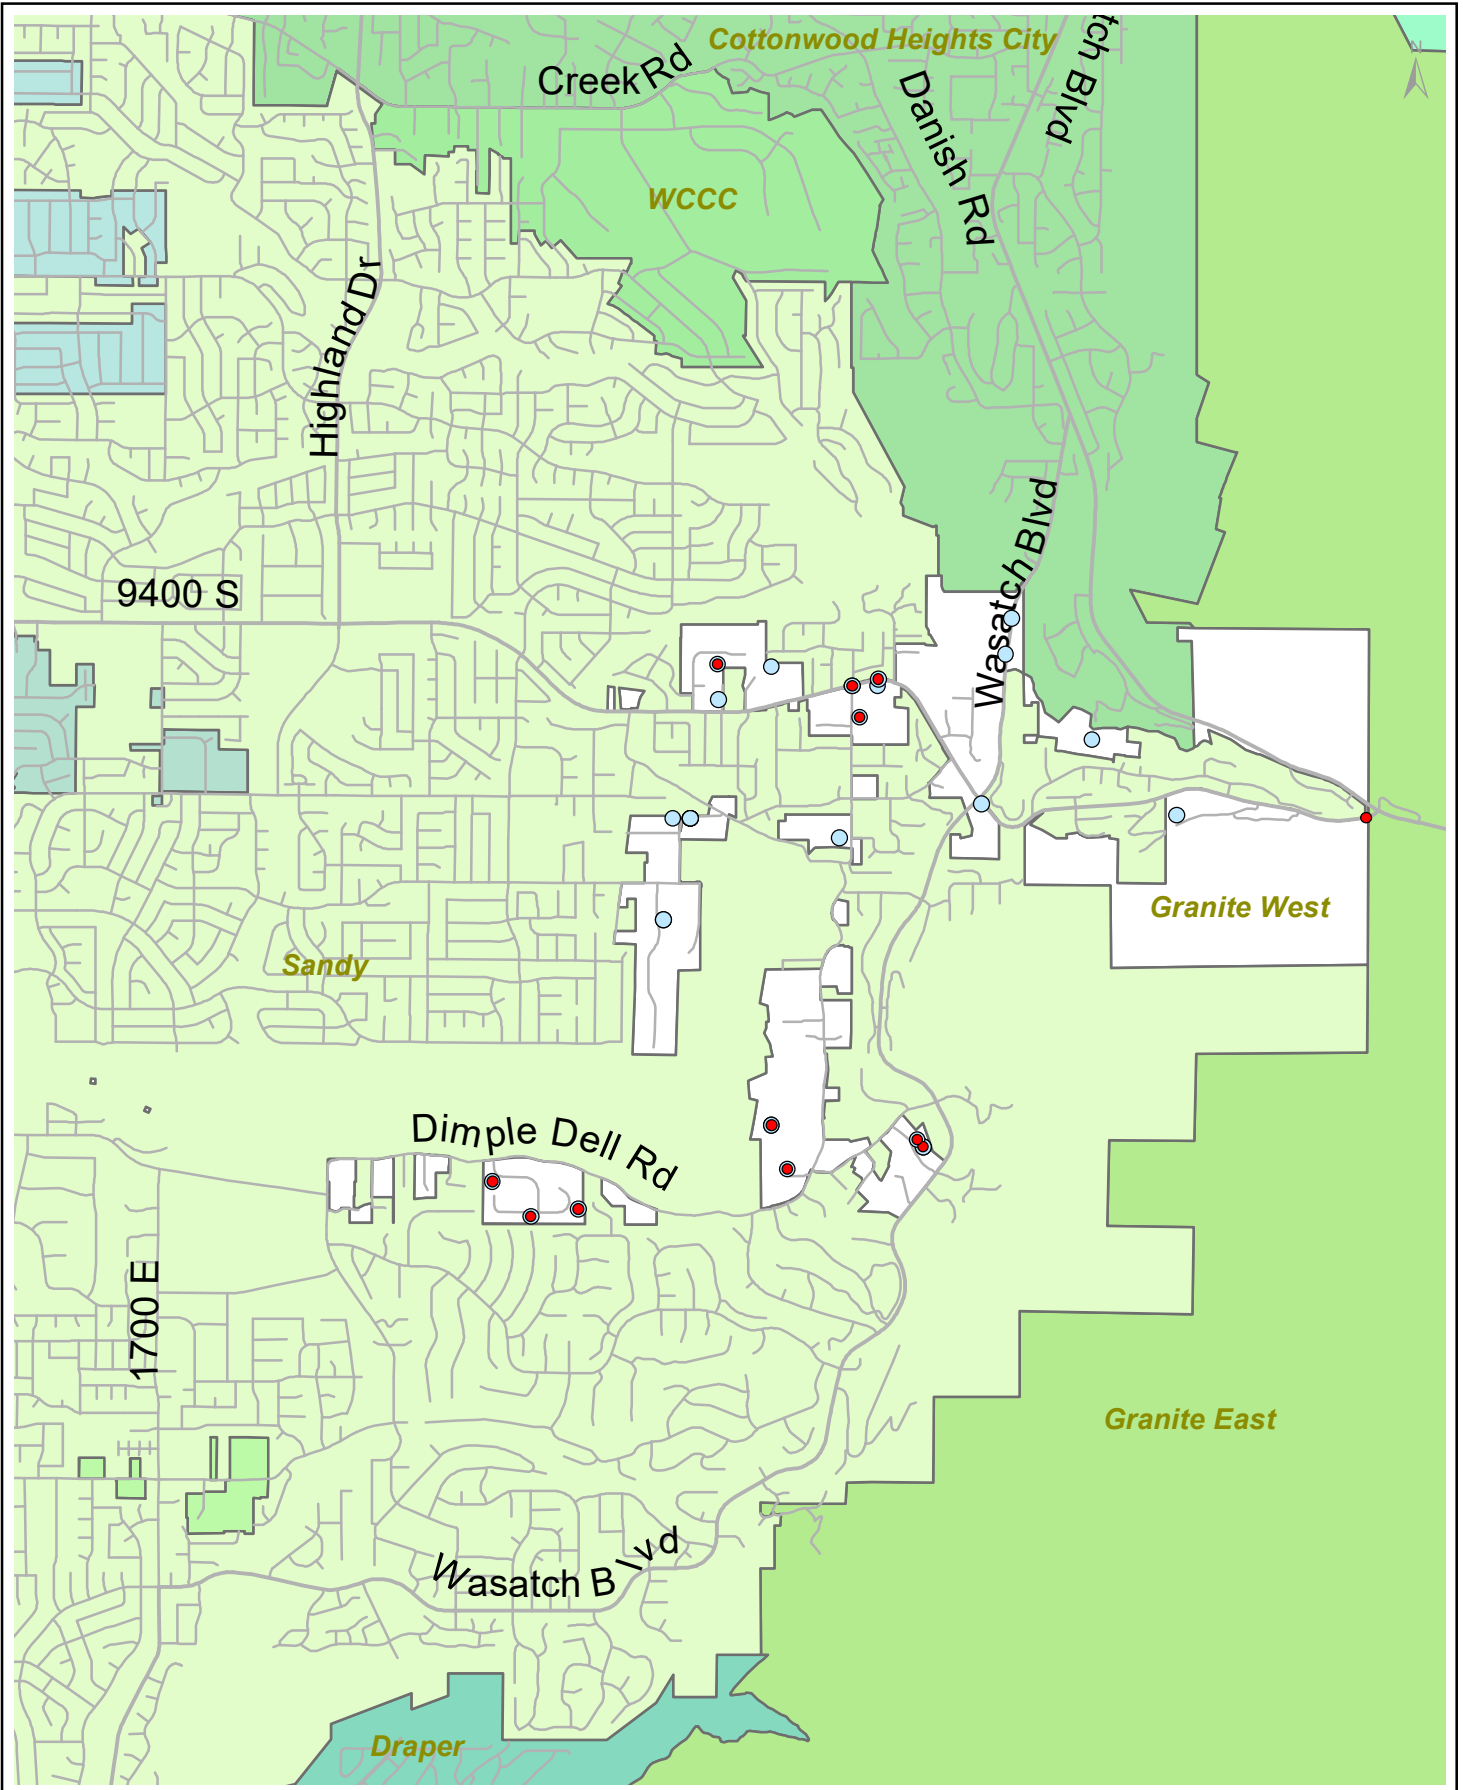 Cottonwood Heights City
Creek Rd
tch Blvd
N
Danish Rd
WCCC
Highland Dr
Wasatch Blvd
9400 S
Granite West
Sandy
Dimple Dell Rd
1700 E
Granite East
Wasatch Blvd
Draper